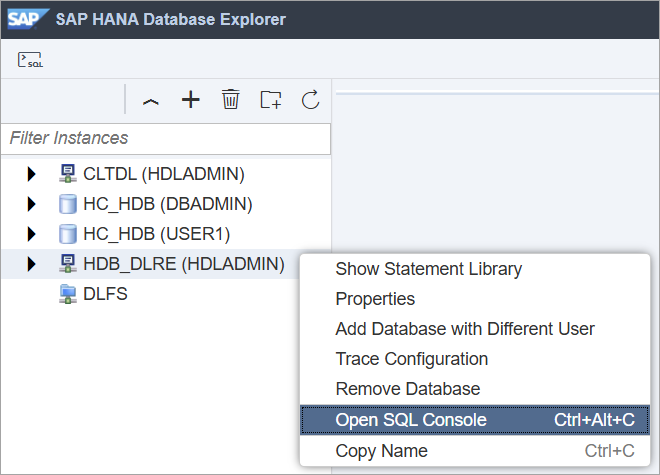 SAP SAP HANA Database Explorer
SQL
Filter Instances
CLTDL (HDLADMIN)
HC_HDB (DBADMIN)
HC_HDB (USER1)
HDB_DLRE (HDLADMIN)
DLFS
Show Statement Library
Properties
Add Database with Different User
Trace Configuration
Remove Database
Open SQL Console Ctrl+Alt+C
Copy Name Ctrl+C